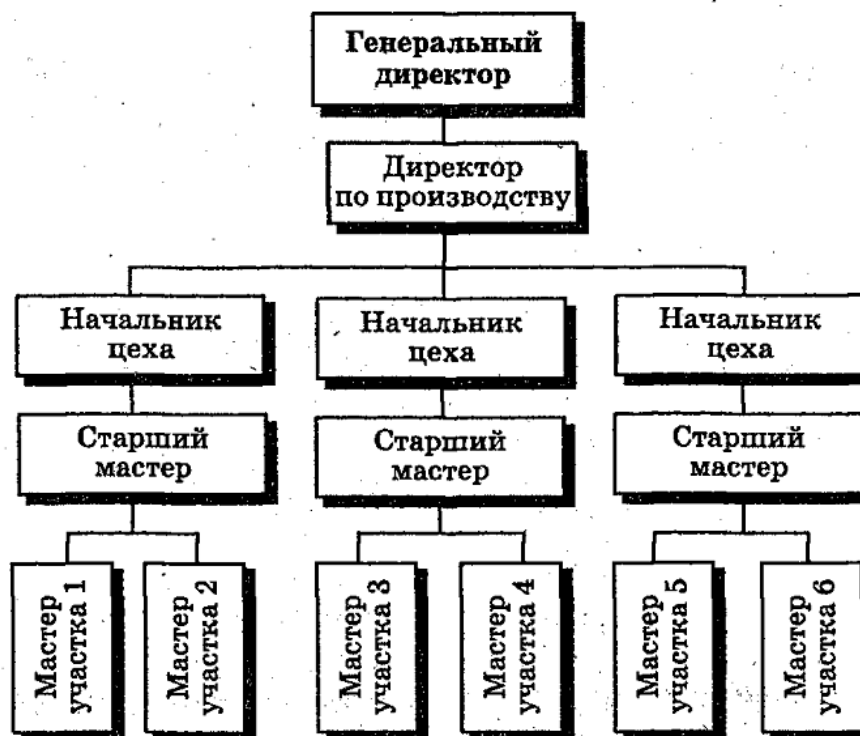 Генеральный
директор
Директор
по производству
Начальник
цеха
Начальник
цеха
Начальник
цеха
Старший
мастер
Старший
мастер
Старший
мастер
Мастер
участка 1
Мастер
участка 2
Мастер
участка 3
Мастер
участка 4
Мастер
участка 5
Мастер
участка 6